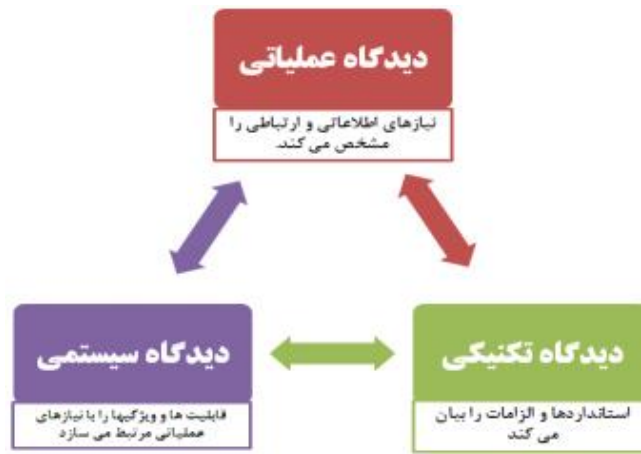 دیدگاه عملیاتی
نیازهای اطلاعاتی و ارتباطی را
مشخص می کند.
دیدگاه تکنیکی
استانداردها و الزامات را بیان
می کند
دیدگاه سیستمی
قابلیت ها و ویژگیها را با نیازهای
عملیاتی مرتبط می سازد